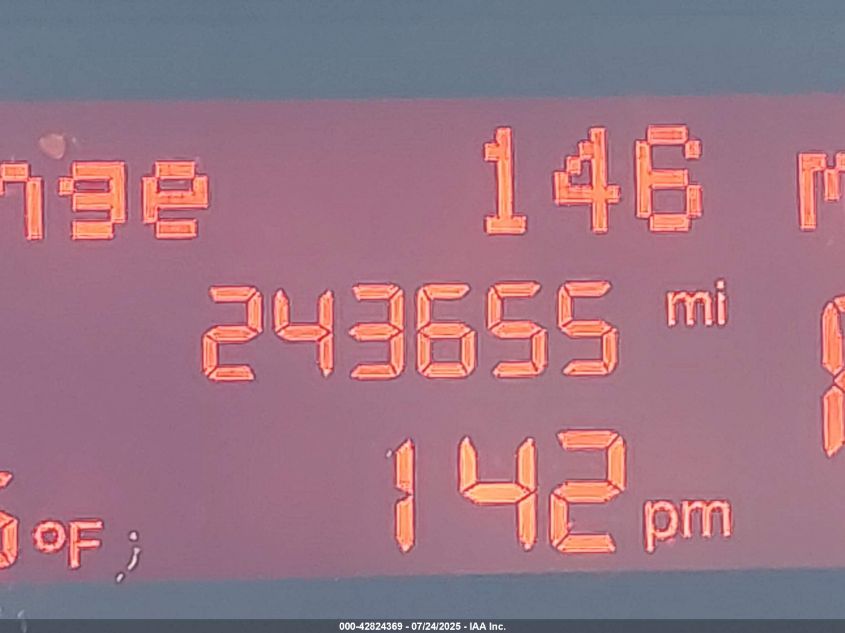 nge 146 m
243655 mi
°F 142 pm
000-42824369 - 07/24/2025 - IAA Inc.